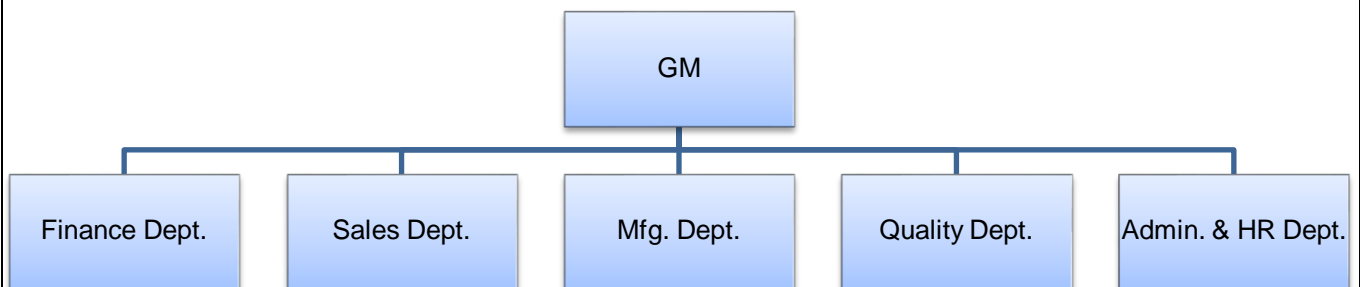 GM
Finance Dept.
Sales Dept.
Mfg. Dept.
Quality Dept.
Admin. & HR Dept.